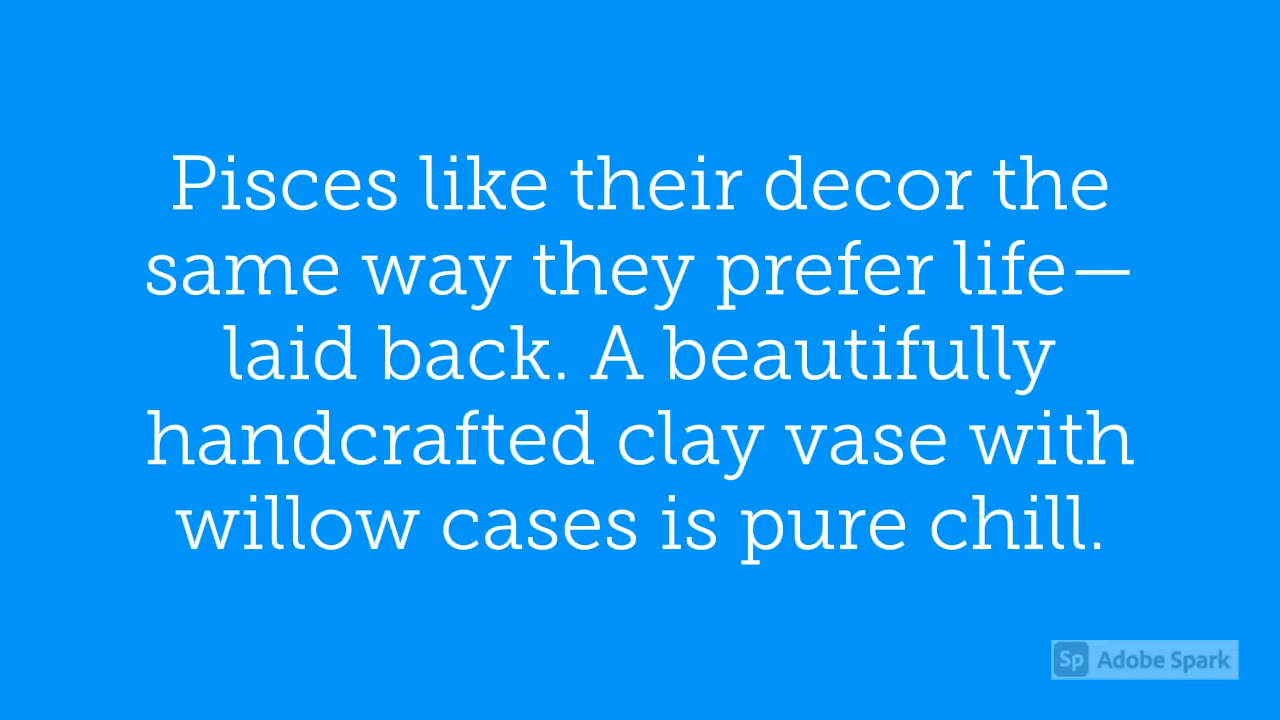 Pisces like their decor the
same way they prefer life—
laid back. A beautifully
handcrafted clay vase with
willow cases is pure chill.
Sp Adobe Spark